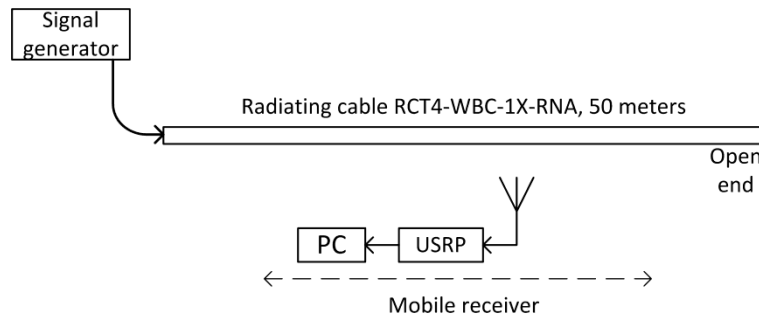 Signal
generator
Radiating cable RCT4-WBC-1X-RNA, 50 meters
Open
end
PC
USRP
Mobile receiver